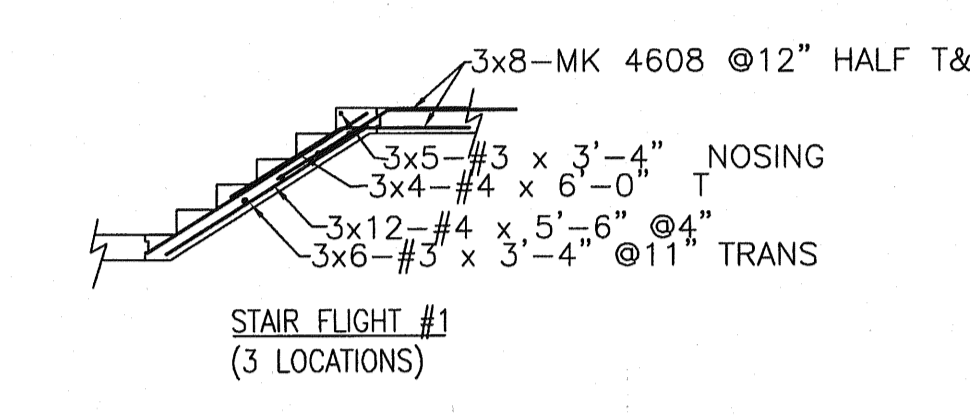 3x8-MK 4608 @12" HALF T&
3x5-#3 x 3'-4" NOSING
3x4-#4 x 6'-0" T
3x12-#4 x 5'-6" @4"
3x6-#3 x 3'-4" @11" TRANS
STAIR FLIGHT #1
(3 LOCATIONS)